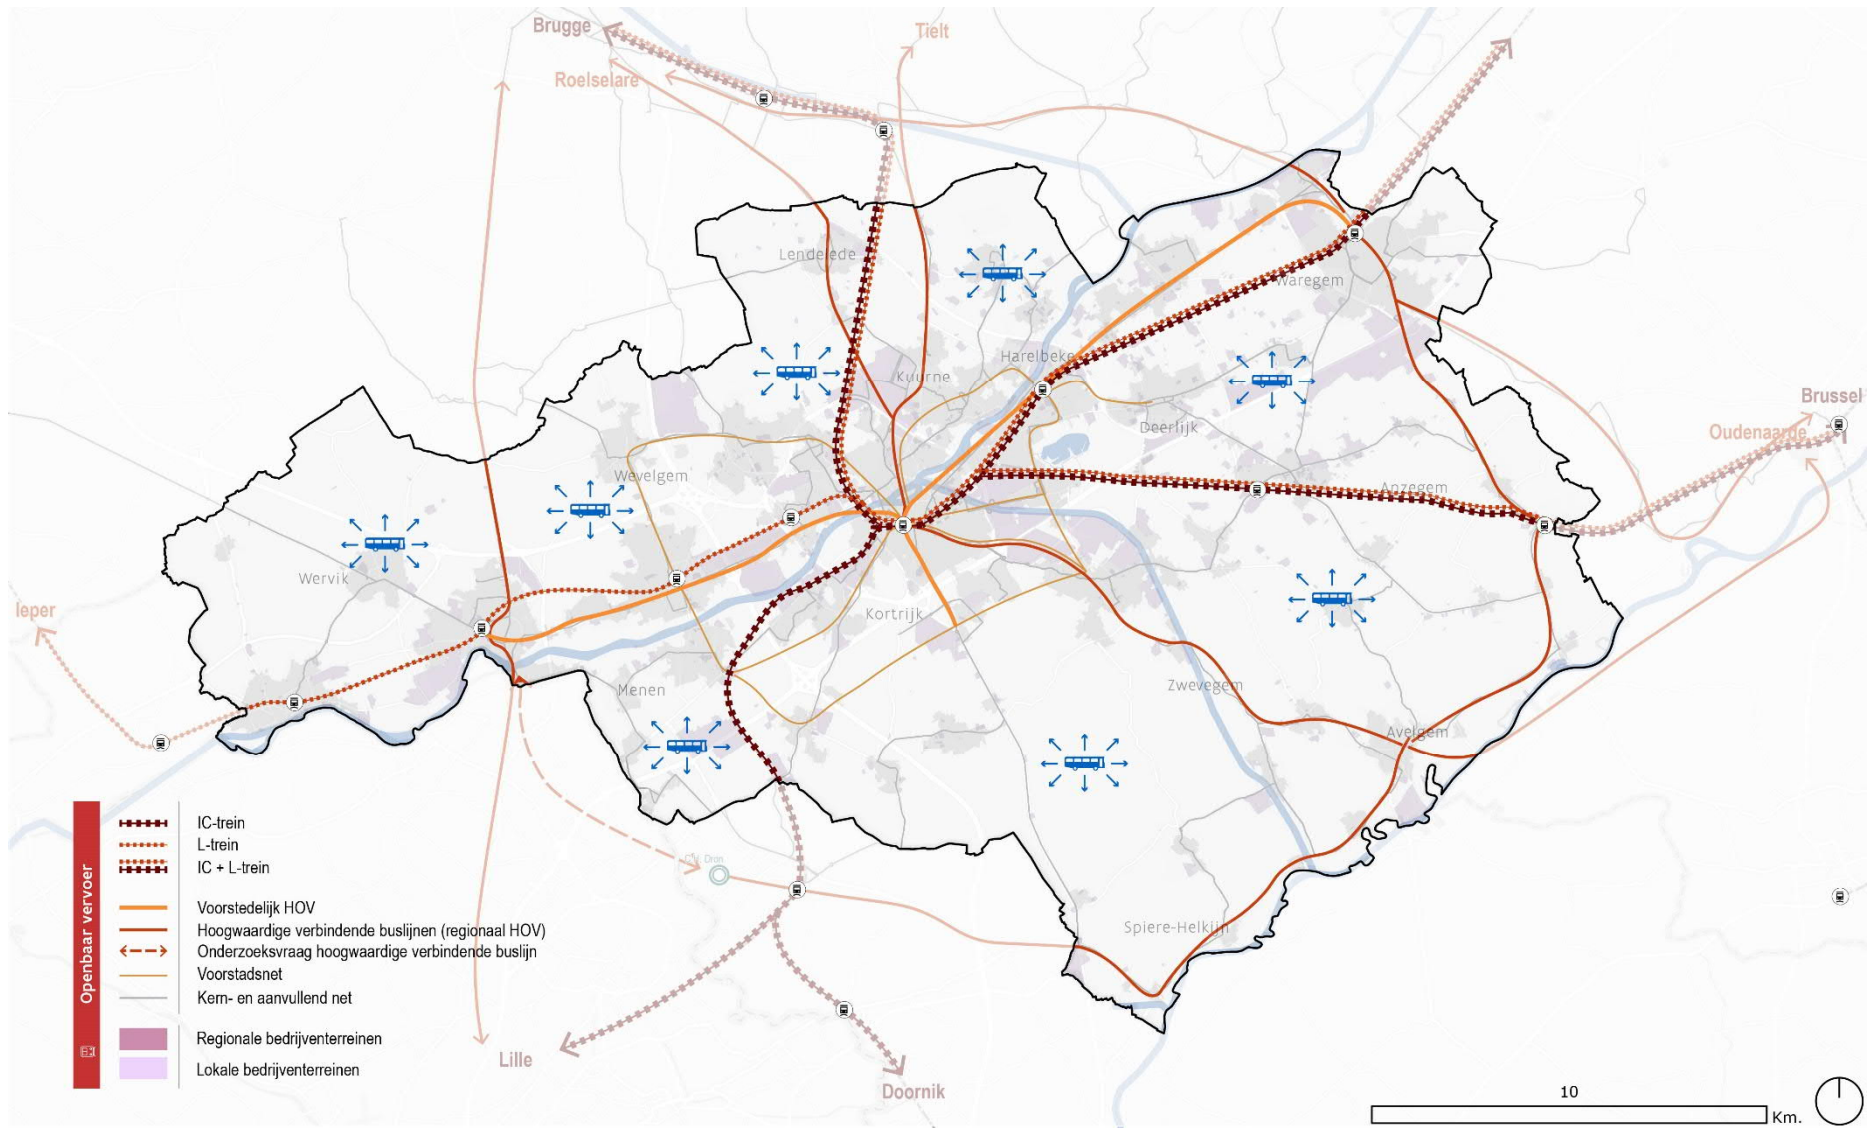 Brugge
Tielt
Roelselare
Lendelede
Waregem
Harelbeke
Kuurne
Brussel
Deerlijk
Oudenaarde
Wevelgem
Anzegem
Wervik
Ieper
Kortrijk
Menen
Zwevegem
Avelgem
Spiere-Helkijn
Dron
Lille
Doornik
Openbaar vervoer
IC-trein
L-trein
IC + L-trein
Voorstedelijk HOV
Hoogwaardige verbindende buslijnen (regionaal HOV)
Onderzoeksvraag hoogwaardige verbindende buslijn
Voorstadsnet
Kern- en aanvullend net
Regionale bedrijventerreinen
Lokale bedrijventerreinen
10
Km.